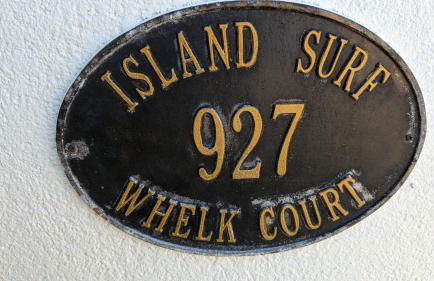 ISLAND SURF
927
WHELK COURT